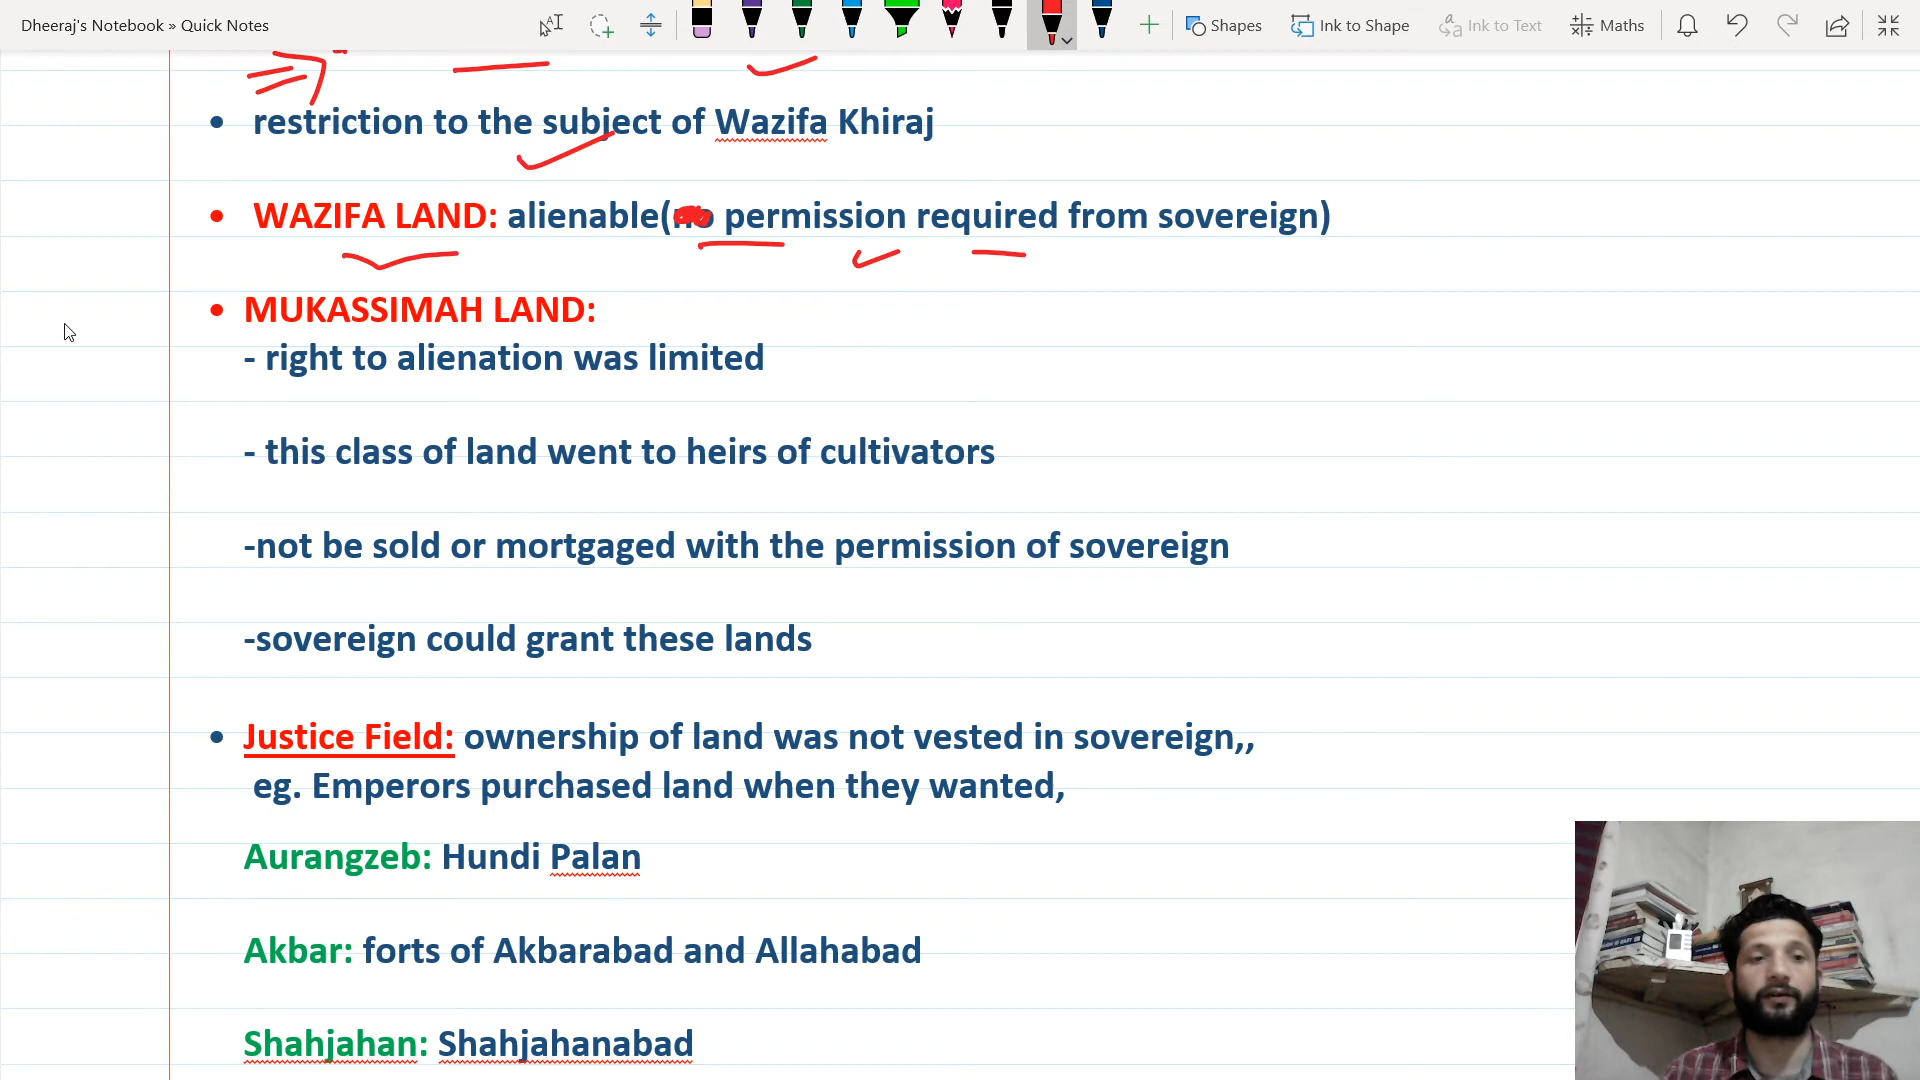 Dheeraj's Notebook » Quick Notes
Shapes Ink to Shape Ink to Text Maths
• restriction to the subject of Wazifa Khiraj
• WAZIFA LAND: alienable( permission required from sovereign)
• MUKASSIMAH LAND:
- right to alienation was limited
- this class of land went to heirs of cultivators
-not be sold or mortgaged with the permission of sovereign
-sovereign could grant these lands
• Justice Field: ownership of land was not vested in sovereign,,
eg. Emperors purchased land when they wanted,
Aurangzeb: Hundi Palan
Akbar: forts of Akbarabad and Allahabad
Shahjahan: Shahjahanabad